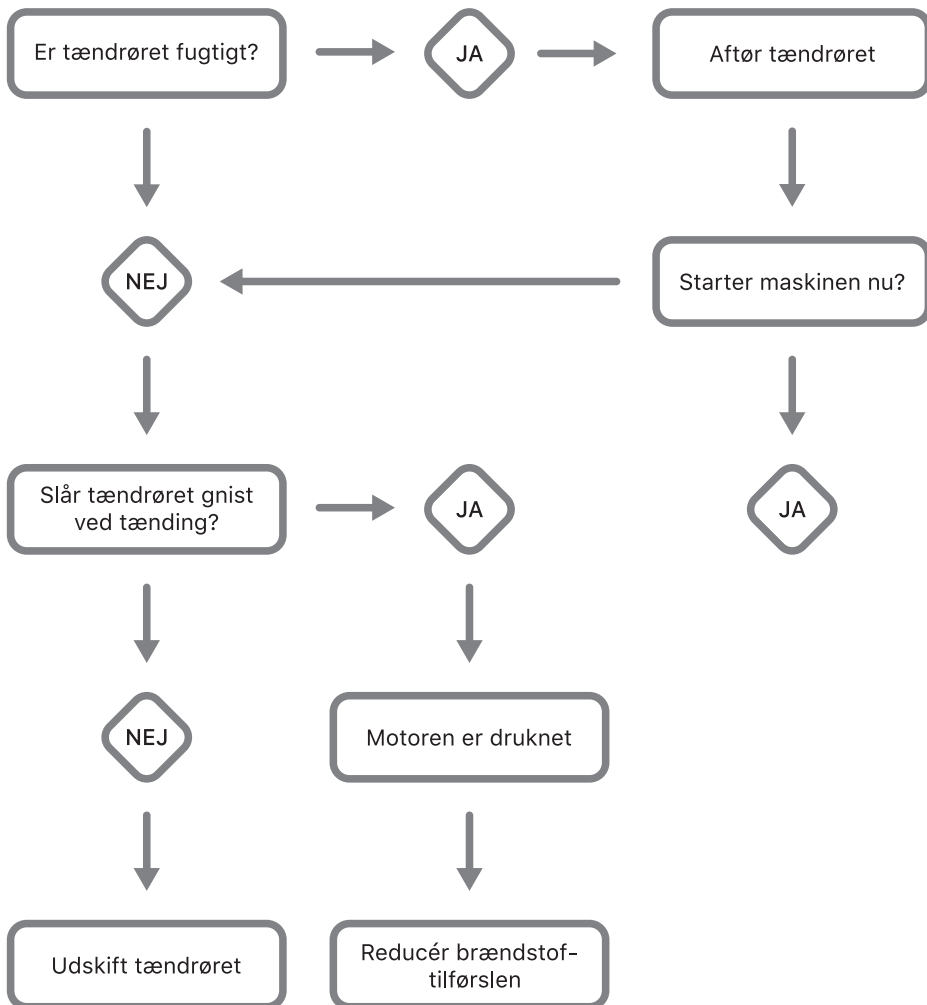 Er tændrøret fugtigt?
JA
Aftør tændrøret
NEJ
Starter maskinen nu?
Slår tændrøret gnist
ved tænding?
JA
JA
NEJ
Motoren er druknet
Udskift tændrøret
Reducér brændstof-
tilførslen